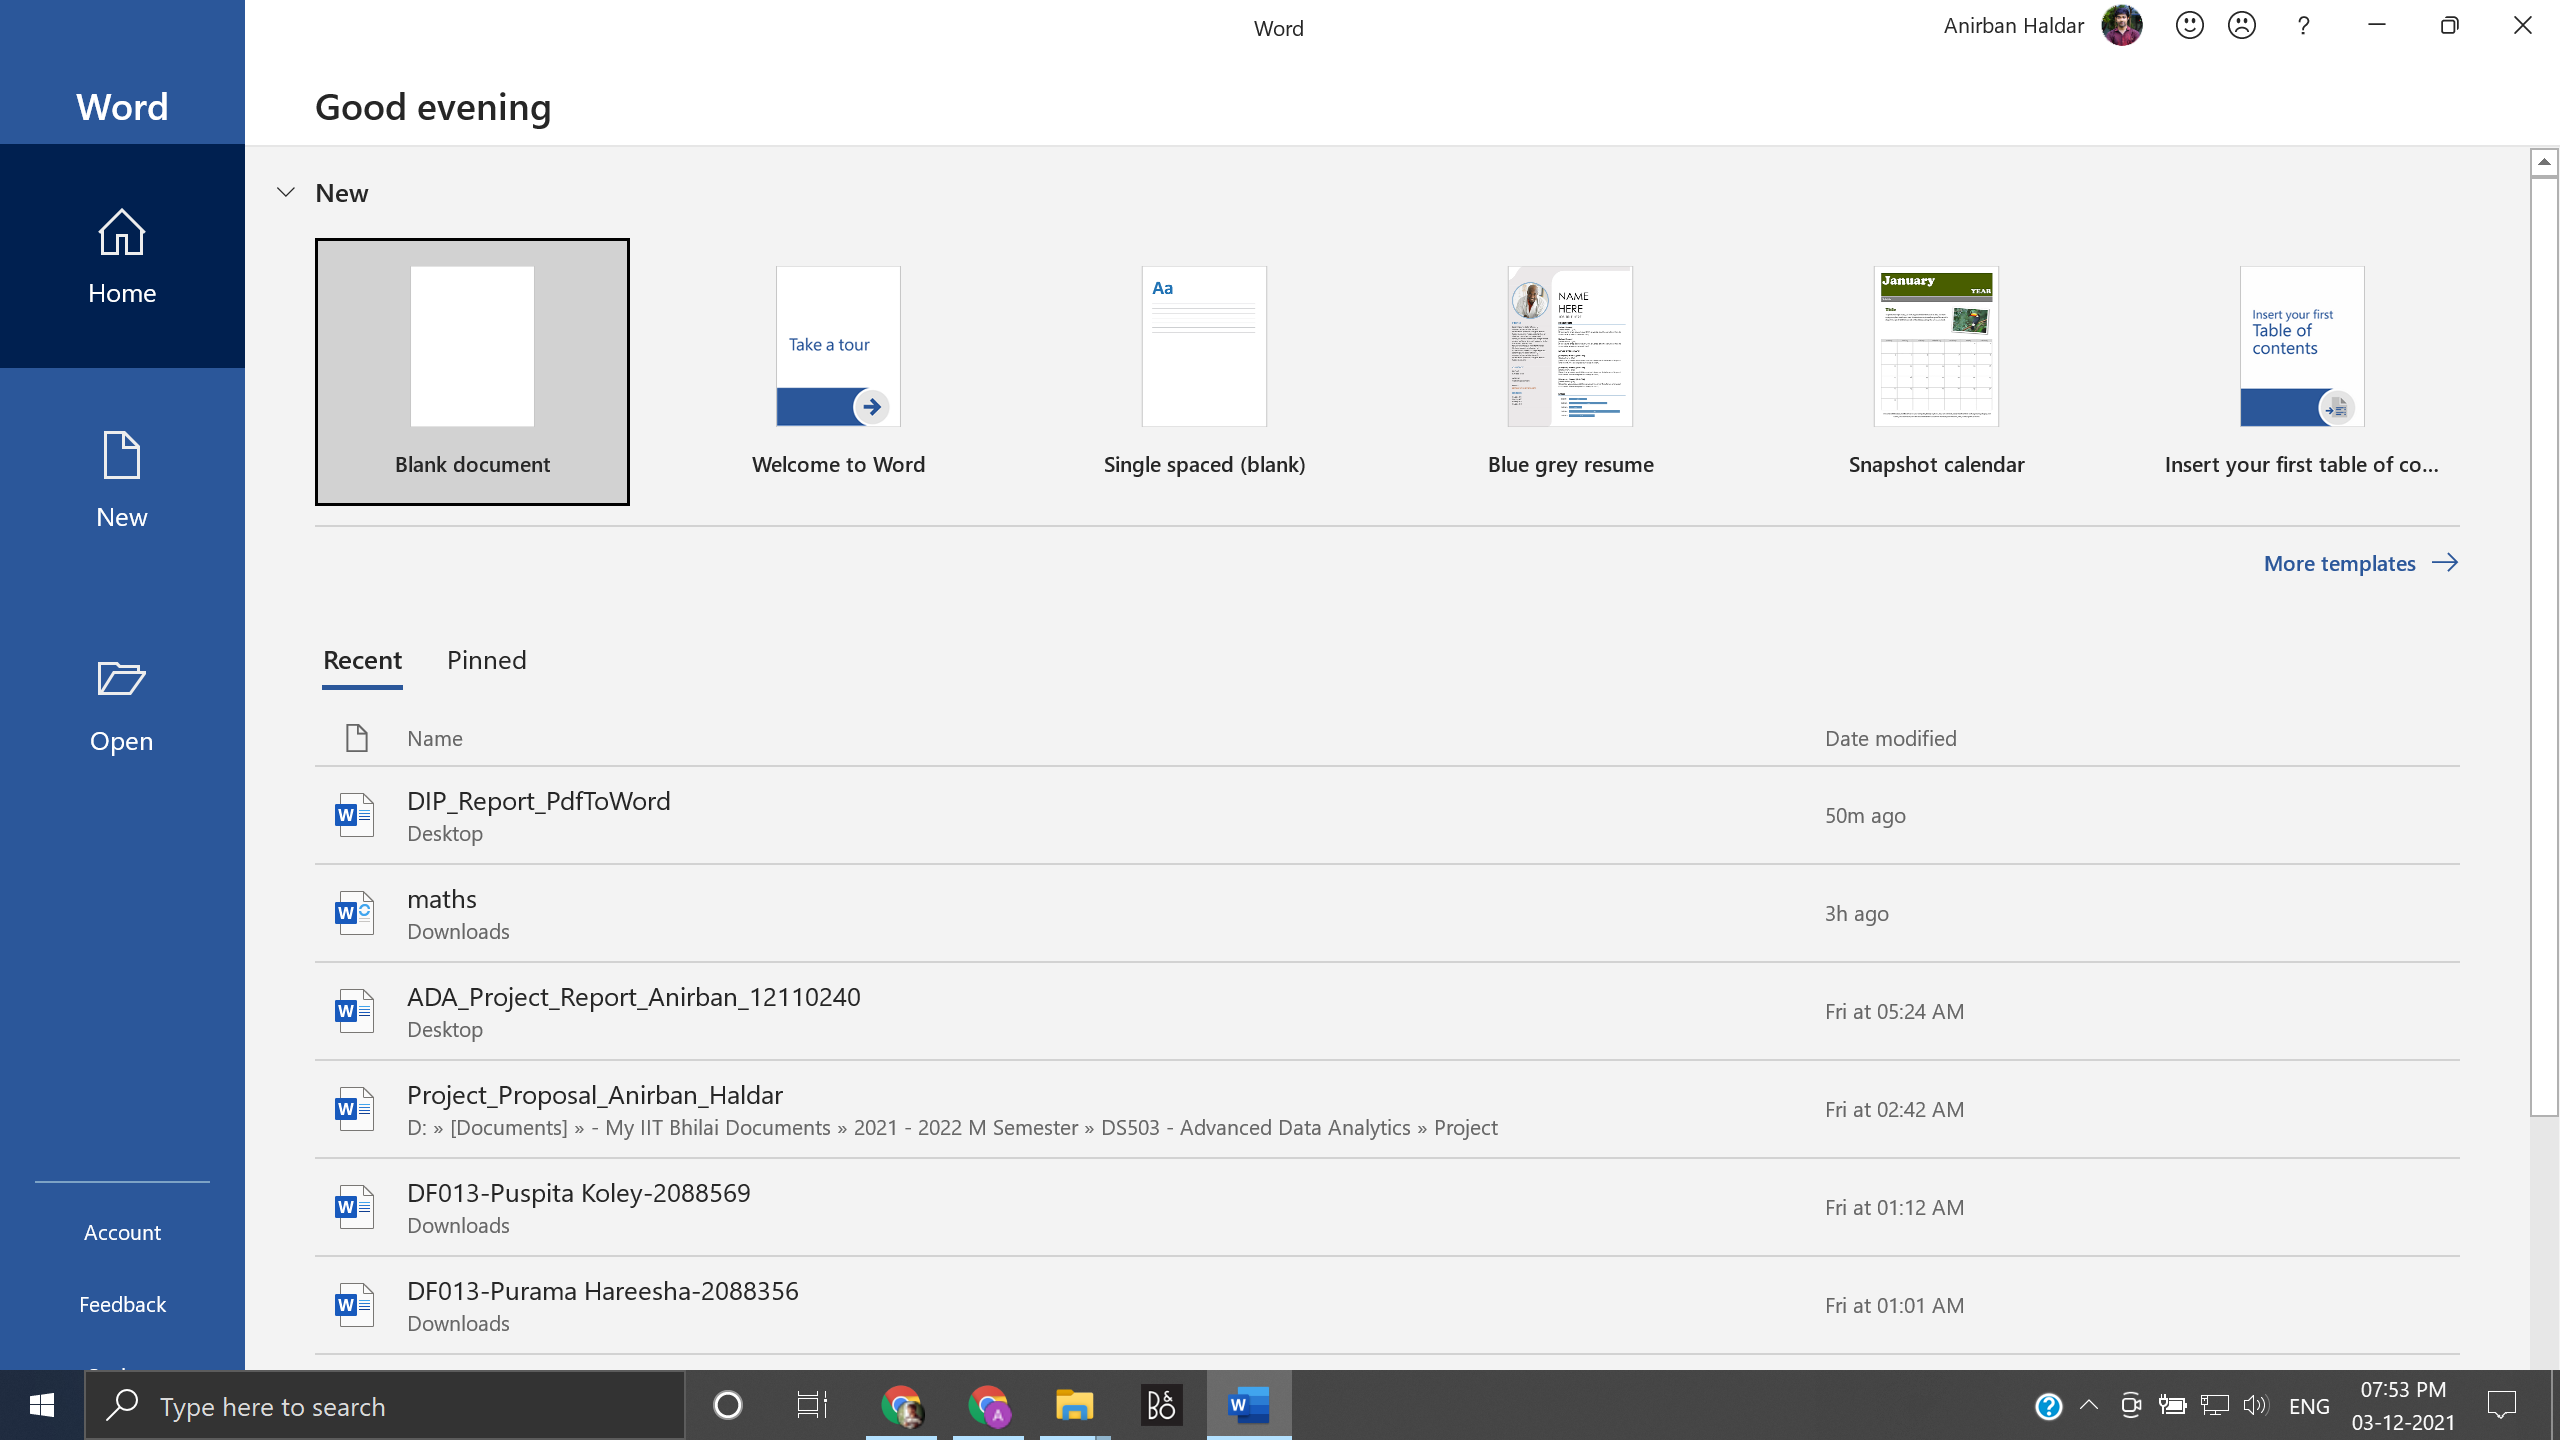 Word
Anirban Haldar
?
Word
Good evening
Home
New
Open
Account
Feedback
New
Blank document
Take a tour
Welcome to Word
Aa
Single spaced (blank)
NAME
HERE
Blue grey resume
January
YEAR
Title
Snapshot calendar
Insert your first
Table of
contents
Insert your first table of co...
More templates
Recent Pinned
Name Date modified
DIP_Report_PdfToWord
Desktop
50m ago
maths
Downloads
3h ago
ADA_Project_Report_Anirban_12110240
Desktop
Fri at 05:24 AM
Project_Proposal_Anirban_Haldar
D: » [Documents] » - My IIT Bhilai Documents » 2021 - 2022 M Semester » DS503 - Advanced Data Analytics » Project
Fri at 02:42 AM
DF013-Puspita Koley-2088569
Downloads
Fri at 01:12 AM
DF013-Purama Hareesha-2088356
Downloads
Fri at 01:01 AM
Type here to search
A
B&O
W
?
ENG
07:53 PM
03-12-2021